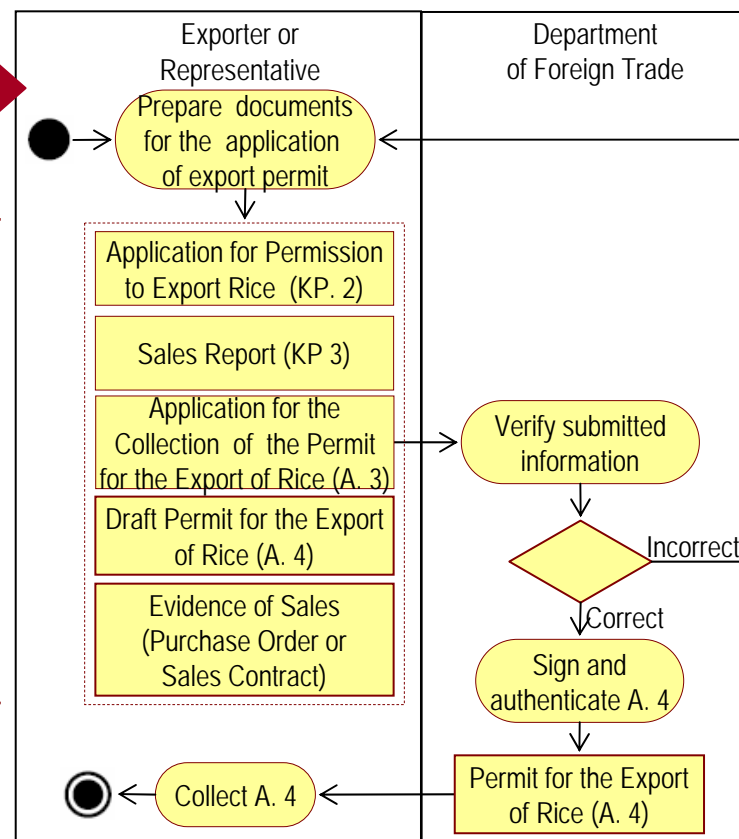 Exporter or
Representative
Department
of Foreign Trade
Prepare documents
for the application
of export permit
Application for Permission
to Export Rice (KP. 2)
Sales Report (KP 3)
Application for the
Collection of the Permit
for the Export of Rice (A. 3)
Draft Permit for the Export
of Rice (A. 4)
Evidence of Sales
(Purchase Order or
Sales Contract)
Verify submitted
information
Incorrect
Correct
Sign and
authenticate A. 4
Permit for the Export
of Rice (A. 4)
Collect A. 4